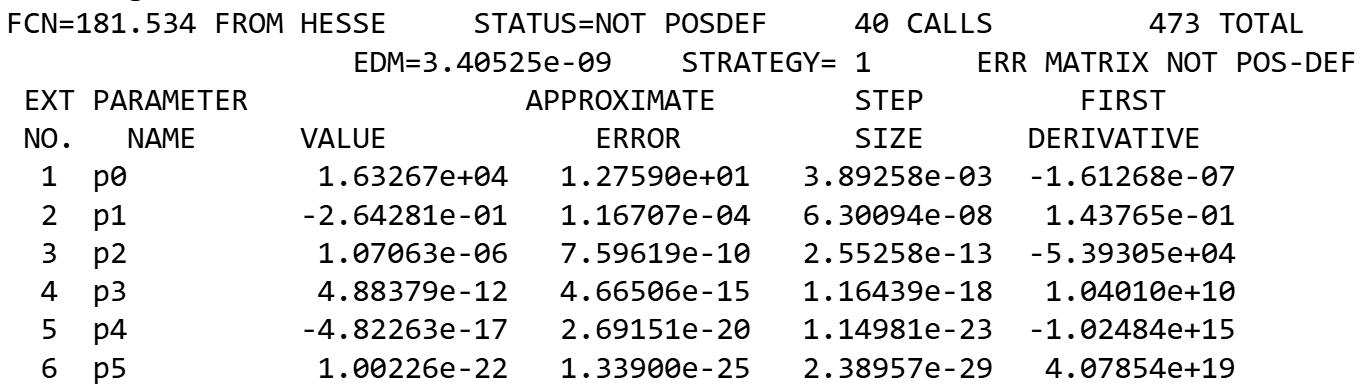 FCN=181.534 FROM HESSE STATUS=NOT POSDEF 40 CALLS 473 TOTAL
EDM=3.40525e-09 STRATEGY= 1 ERR MATRIX NOT POS-DEF
EXT PARAMETER APPROXIMATE STEP FIRST
NO. NAME VALUE ERROR SIZE DERIVATIVE
1 p0 1.63267e+04 1.27590e+01 3.89258e-03 -1.61268e-07
2 p1 -2.64281e-01 1.16707e-04 6.30094e-08 1.43765e-01
3 p2 1.07063e-06 7.59619e-10 2.55258e-13 -5.39305e+04
4 p3 4.88379e-12 4.66506e-15 1.16439e-18 1.04010e+10
5 p4 -4.82263e-17 2.69151e-20 1.14981e-23 -1.02484e+15
6 p5 1.00226e-22 1.33900e-25 2.38957e-29 4.07854e+19